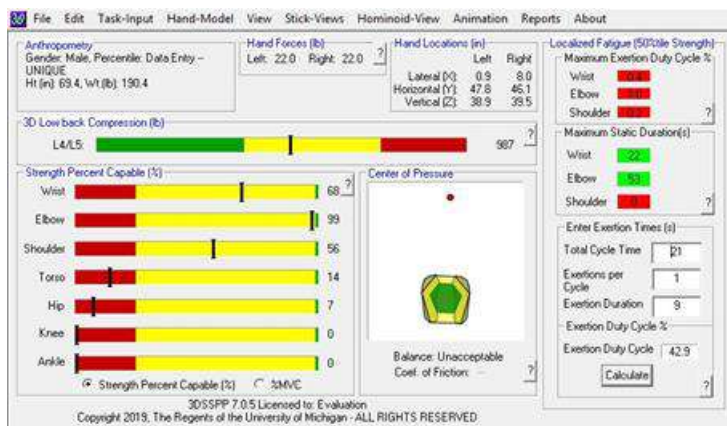 File Edit Task-Input Hand-Model View Stick-Views Hominoid-View Animation Reports About
Anthropometry
Gender: Male, Percentile: Data Entry –
UNIQUE
Ht (in): 69.4, Wt (lb): 190.4
Hand Forces (lb)
Left: 22.0 Right: 22.0 ?
Hand Locations (in)
Left Right
Lateral (X): 0.9 8.0
Horizontal (Y): 47.8 46.1
Vertical (Z): 38.9 39.5
3D Low back Compression (lb)
L4/L5: 987 ?
Strength Percent Capable (%)
Wrist 68 ?
Elbow 99
Shoulder 56
Torso 14
Hip 7
Knee 0
Ankle 0
Strength Percent Capable (%) %MVC
Center of Pressure
Balance: Unacceptable
Coef. of Friction: ?
Localized Fatigue (50%tile Strength)
Maximum Exertion Duty Cycle %
Wrist
Elbow
Shoulder ?
Maximum Static Duration(s)
Wrist 22
Elbow 53
Shoulder 0 ?
Enter Exertion Times (s)
Total Cycle Time 21
Exertions per 1
Cycle
Exertion Duration 9
Exertion Duty Cycle %
Exertion Duty Cycle 42.9
Calculate ?
3DSSPP 7.0.5 Licensed to: Evaluation
Copyright 2019, The Regents of the University of Michigan - ALL RIGHTS RESERVED